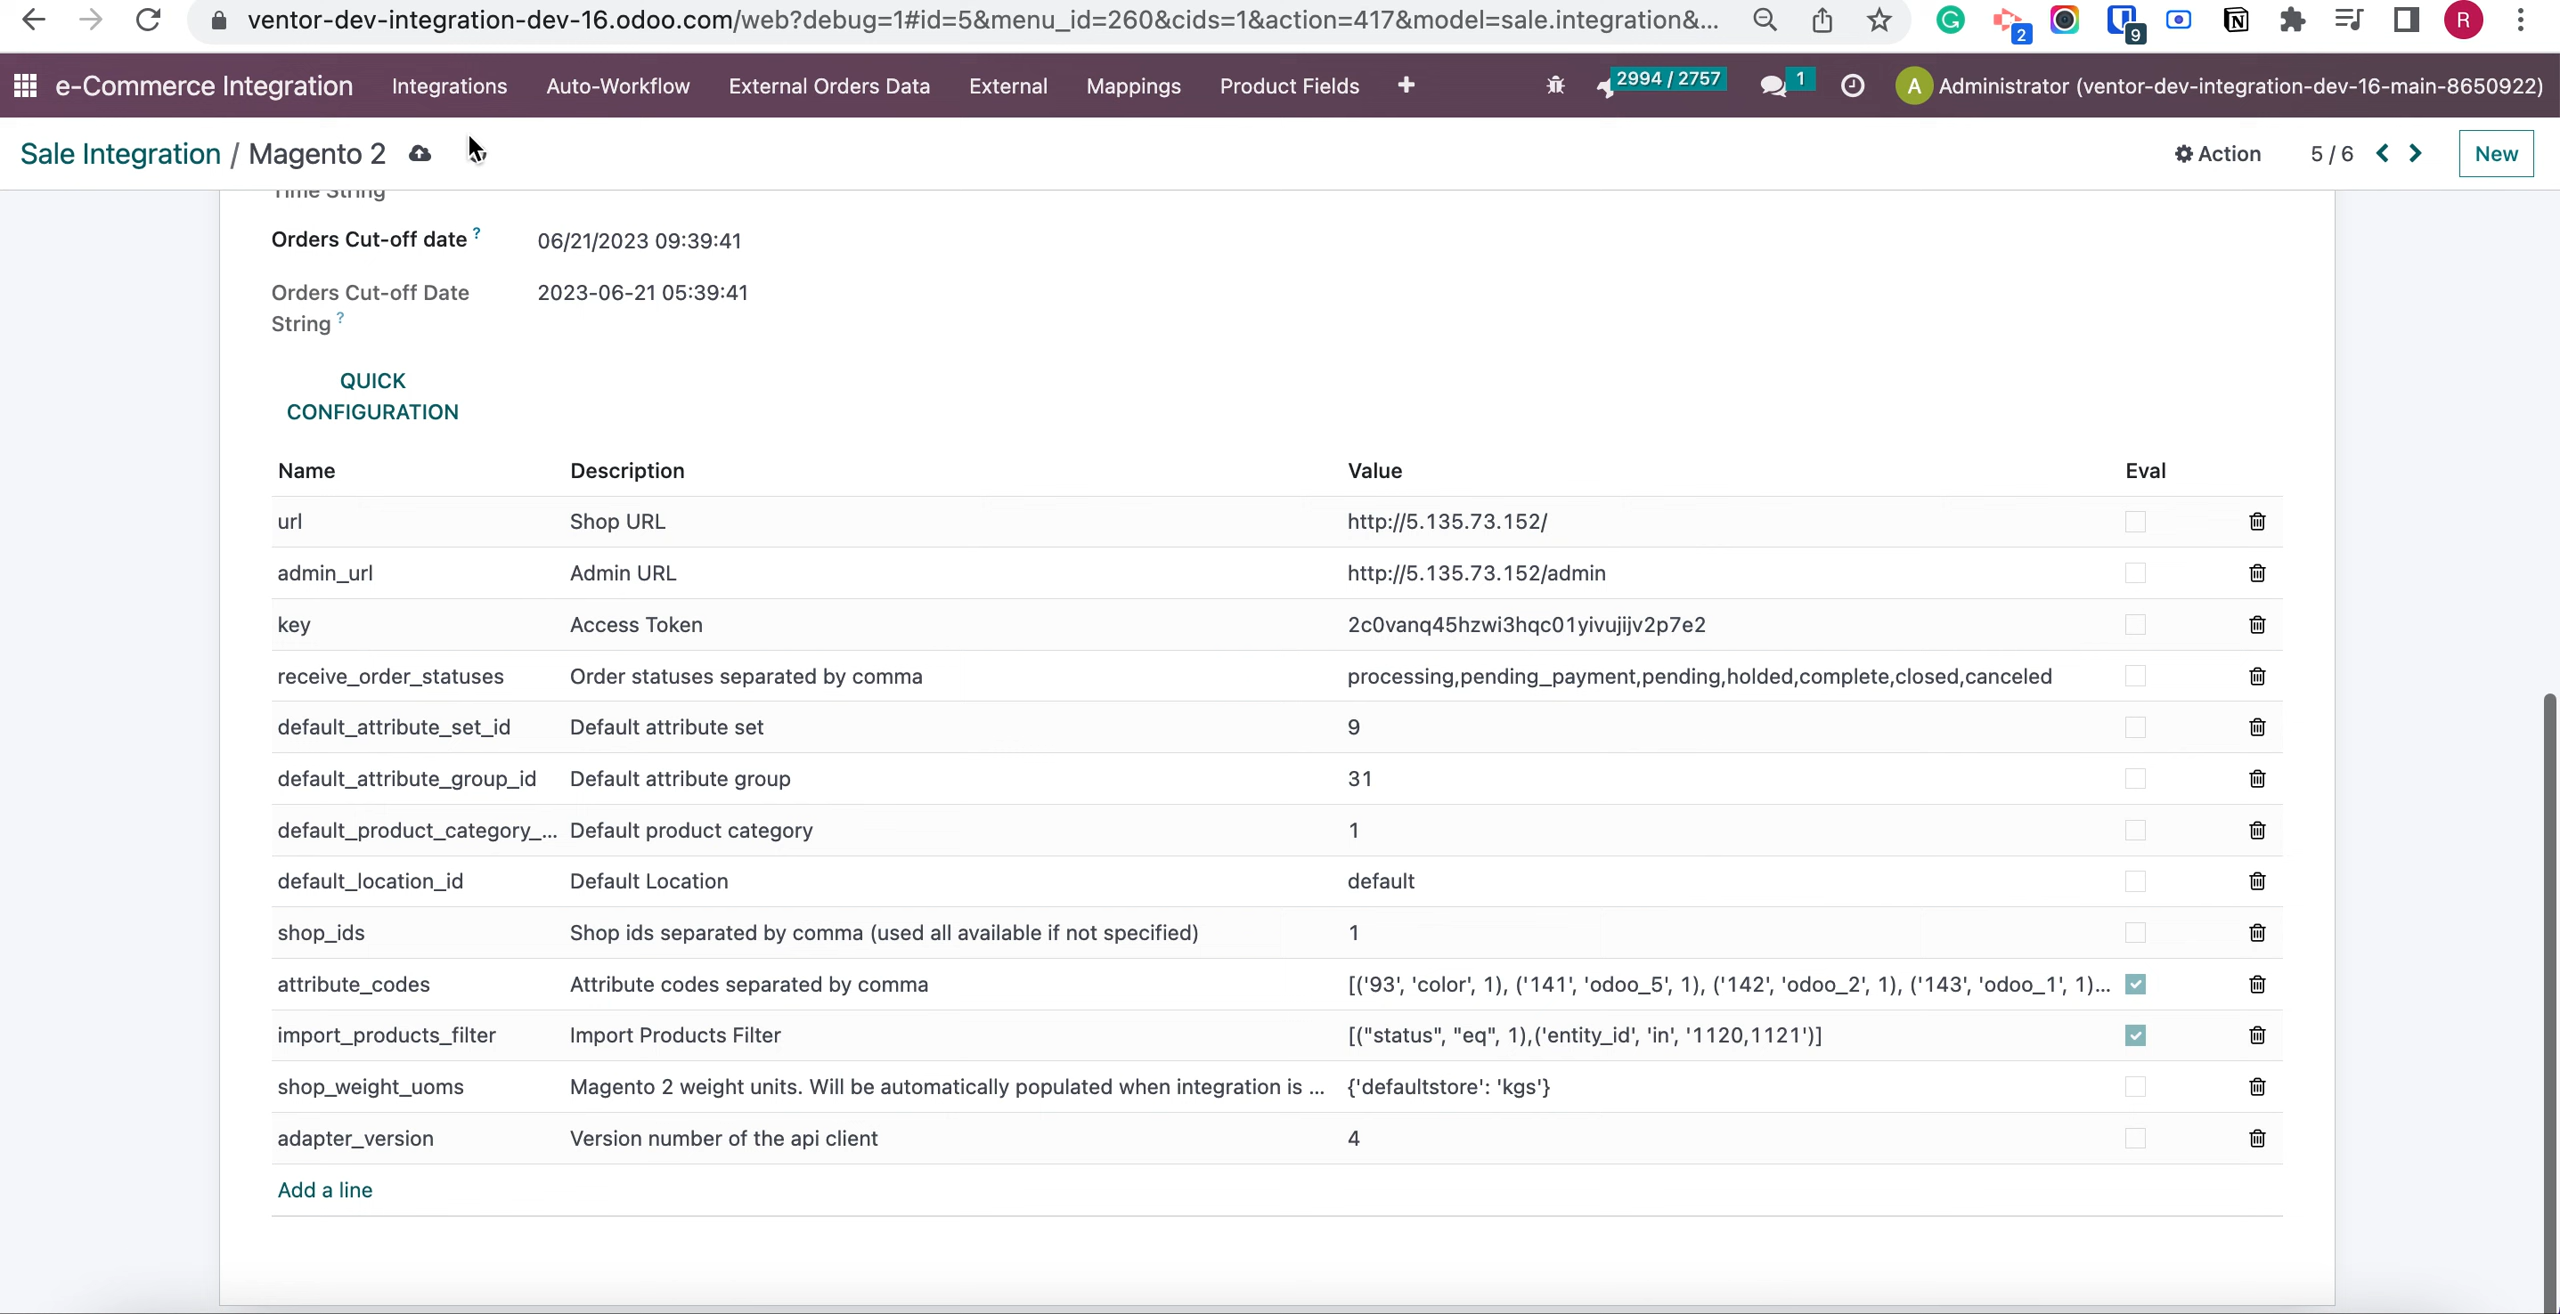 ventor-dev-integration-dev-16.odoo.com/web?debug=1#id=5&menu_id=260&cids=1&action=417&model=sale.integration&...
2
9
R
e-Commerce Integration Integrations Auto-Workflow External Orders Data External Mappings Product Fields + 2994 / 2757 1 A Administrator (ventor-dev-integration-dev-16-main-8650922)
Sale Integration / Magento 2 Action 5 / 6 New
Time String
Orders Cut-off date ? 06/21/2023 09:39:41
Orders Cut-off Date 2023-06-21 05:39:41
String ?
QUICK
CONFIGURATION
Name Description Value Eval
url Shop URL http://5.135.73.152/
admin_url Admin URL http://5.135.73.152/admin
key Access Token 2c0vanq45hzwi3hqc01yivujijv2p7e2
receive_order_statuses Order statuses separated by comma processing,pending_payment,pending,holded,complete,closed,canceled
default_attribute_set_id Default attribute set 9
default_attribute_group_id Default attribute group 31
default_product_category_... Default product category 1
default_location_id Default Location default
shop_ids Shop ids separated by comma (used all available if not specified) 1
attribute_codes Attribute codes separated by comma [('93', 'color', 1), ('141', 'odoo_5', 1), ('142', 'odoo_2', 1), ('143', 'odoo_1', 1)...
import_products_filter Import Products Filter [("status", "eq", 1),('entity_id', 'in', '1120,1121')]
shop_weight_uoms Magento 2 weight units. Will be automatically populated when integration is ... {'defaultstore': 'kgs'}
adapter_version Version number of the api client 4
Add a line